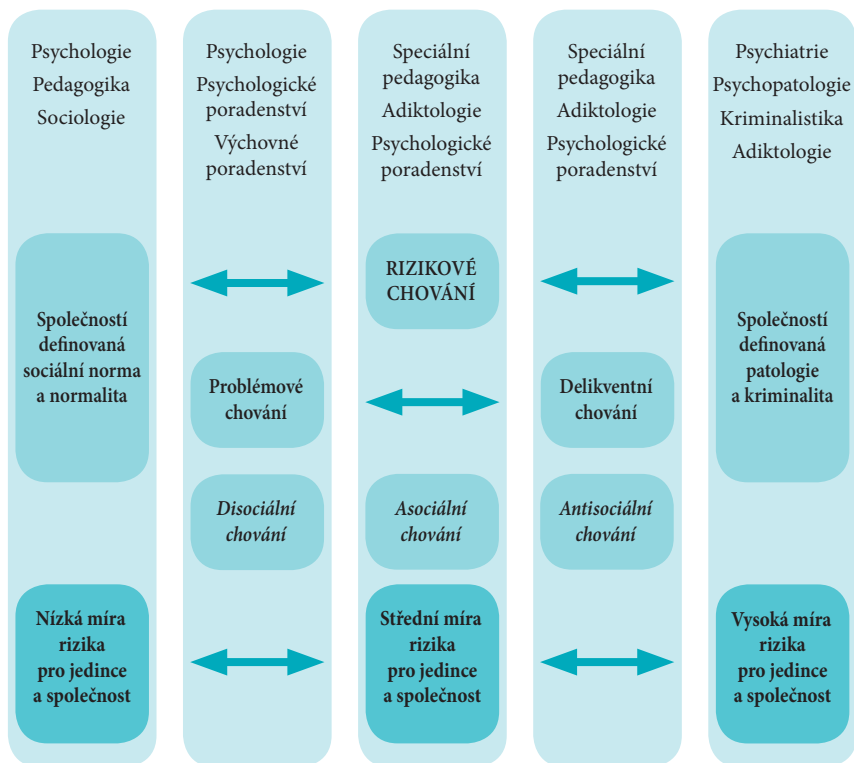 Psychologie
Pedagogika
Sociologie
Psychologie
Psychologické
poradenství
Výchovné
poradenství
Speciální
pedagogika
Adiktologie
Psychologické
poradenství
Speciální
pedagogika
Adiktologie
Psychologické
poradenství
Psychiatrie
Psychopatologie
Kriminalistika
Adiktologie
RIZIKOVÉ
CHOVÁNÍ
Společností
definovaná
sociální norma
a normalita
Problémové
chování
Delikventní
chování
Společností
definovaná
patologie
a kriminalita
Disociální
chování
Asociální
chování
Antisociální
chování
Nízká míra
rizika
pro jedince
a společnost
Střední míra
rizika
pro jedince
a společnost
Vysoká míra
rizika
pro jedince
a společnost